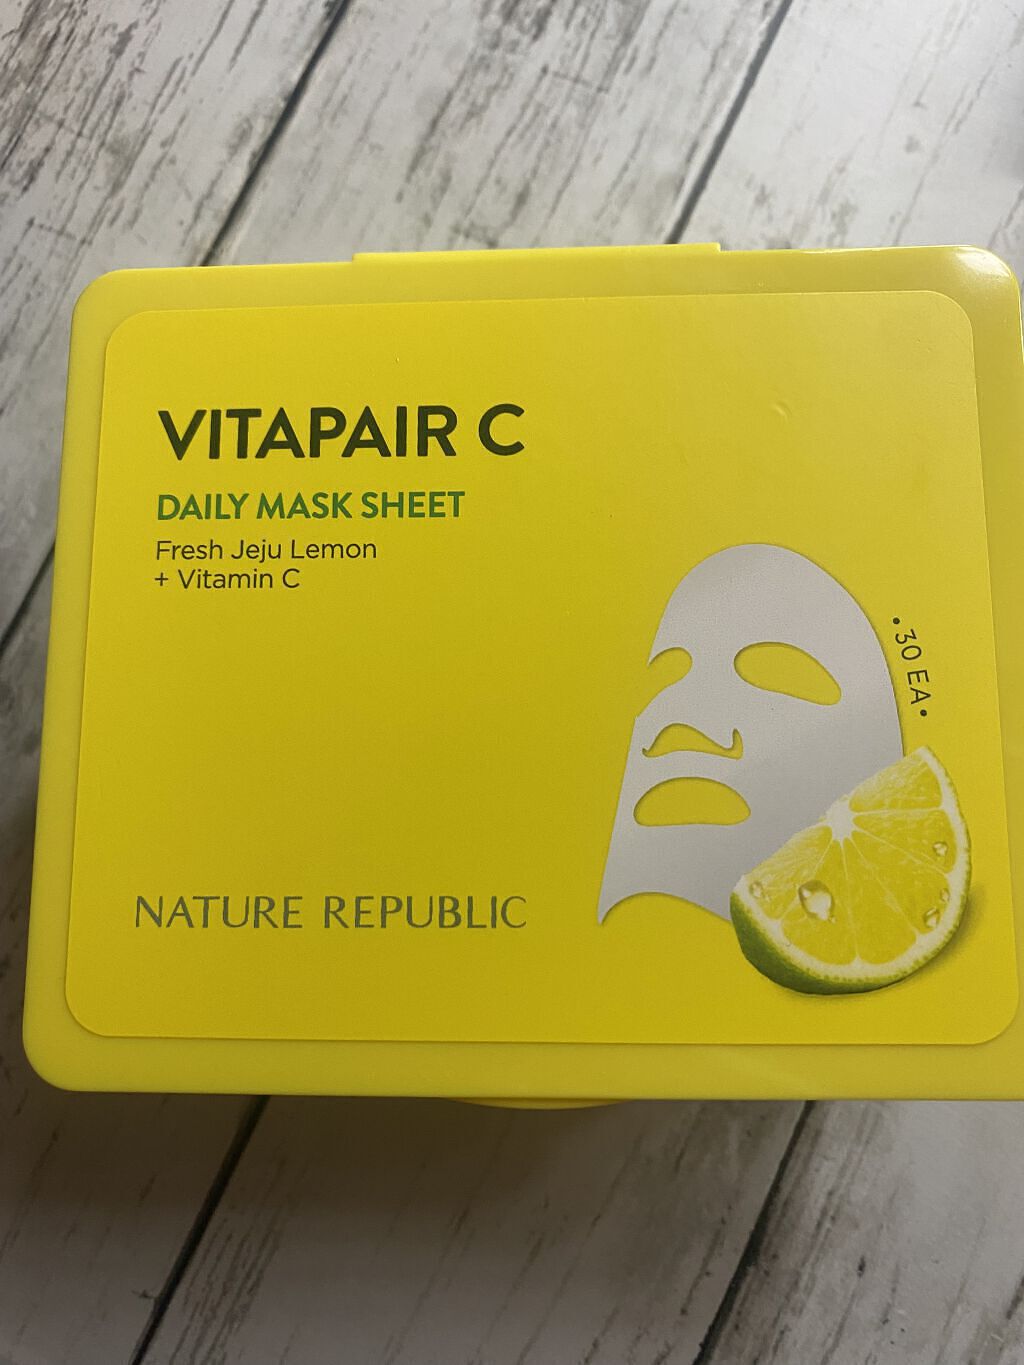 VITAPAIR C
DAILY MASK SHEET
Fresh Jeju Lemon
+ Vitamin C
• 30 EA •
NATURE REPUBLIC